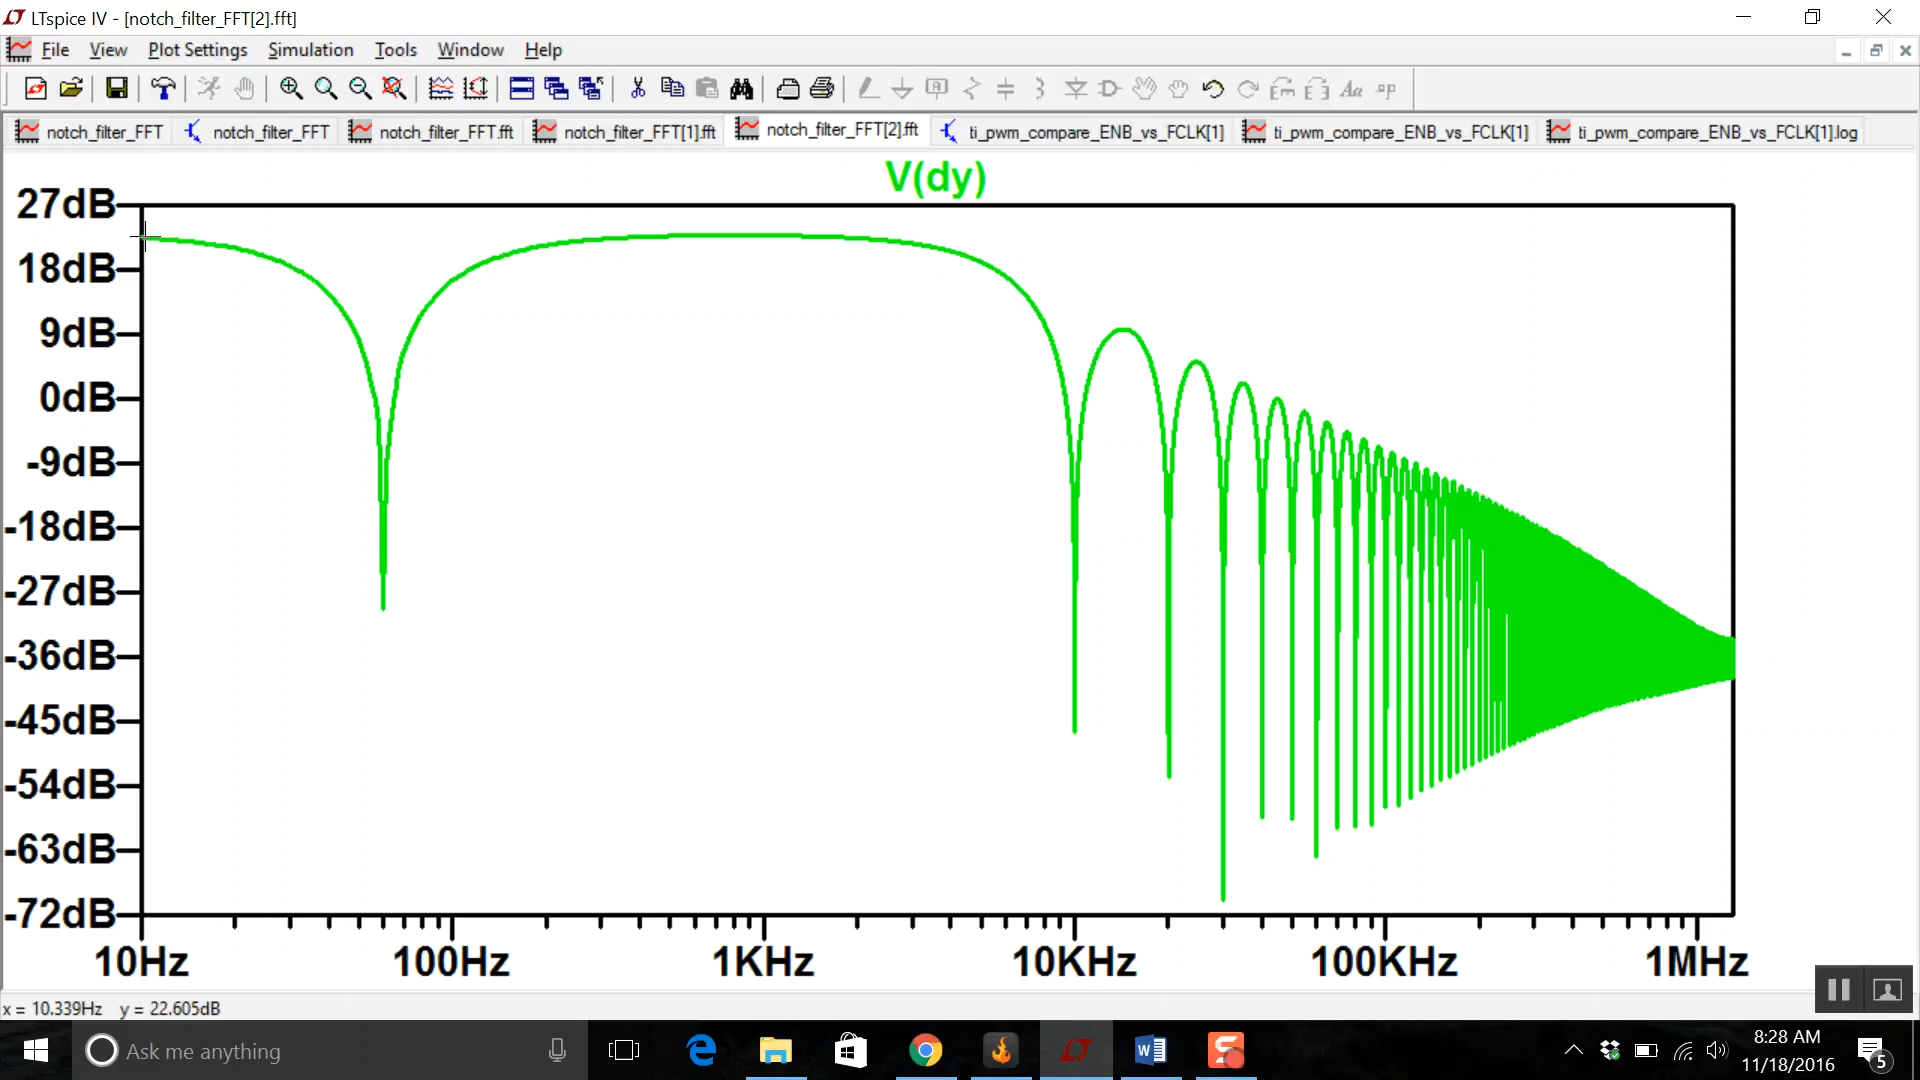 LTspice IV - [notch_filter_FFT[2].fft]
File View Plot Settings Simulation Tools Window Help
notch_filter_FFT notch_filter_FFT notch_filter_FFT.fft notch_filter_FFT[1].fft notch_filter_FFT[2].fft ti_pwm_compare_ENB_vs_FCLK[1] ti_pwm_compare_ENB_vs_FCLK[1] ti_pwm_compare_ENB_vs_FCLK[1].log
V(dy)
27dB
18dB
9dB
0dB
-9dB
-18dB
-27dB
-36dB
-45dB
-54dB
-63dB
-72dB
10Hz 100Hz 1KHz 10KHz 100KHz 1MHz
x = 10.339Hz y = 22.605dB
Ask me anything
8:28 AM
11/18/2016
5